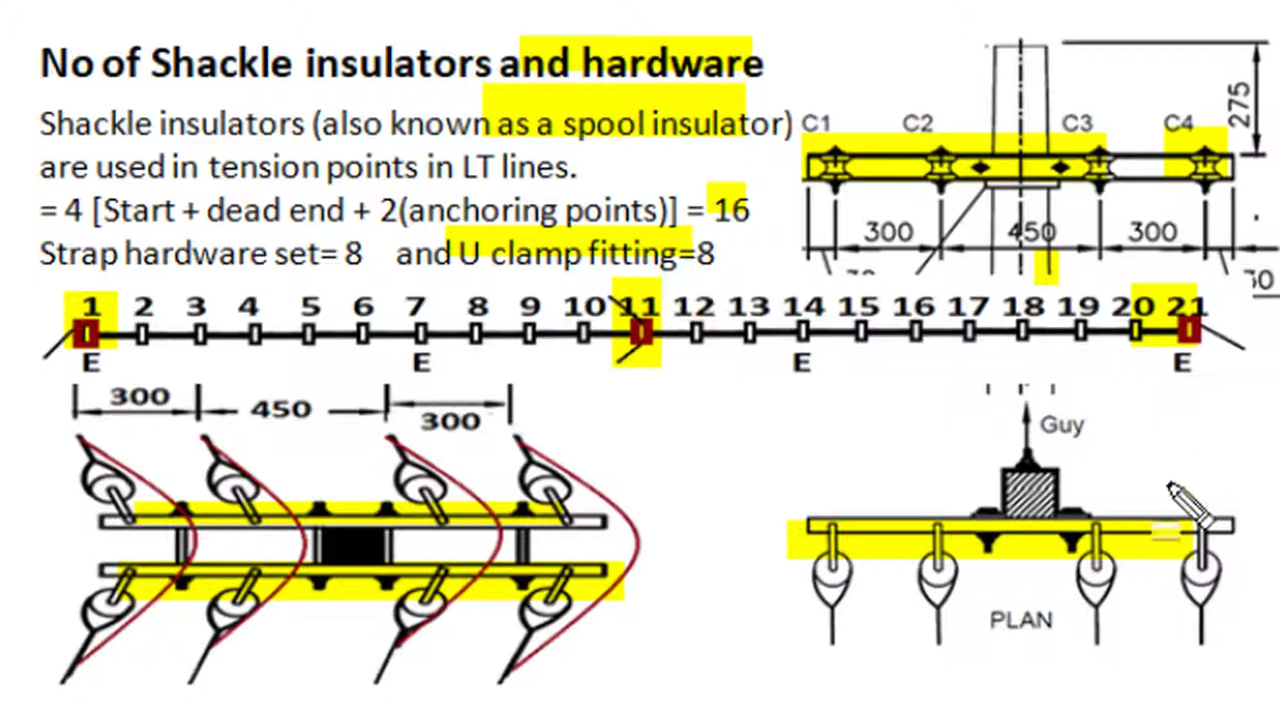 No of Shackle insulators and hardware
Shackle insulators (also known as a spool insulator)
are used in tension points in LT lines.
= 4 [Start + dead end + 2(anchoring points)] = 16
Strap hardware set= 8 and U clamp fitting=8
C1 C2 C3 C4
275
300 450 300
1 2 3 4 5 6 7 8 9 10 11 12 13 14 15 16 17 18 19 20 21
E E E E
300 450 300
Guy
PLAN